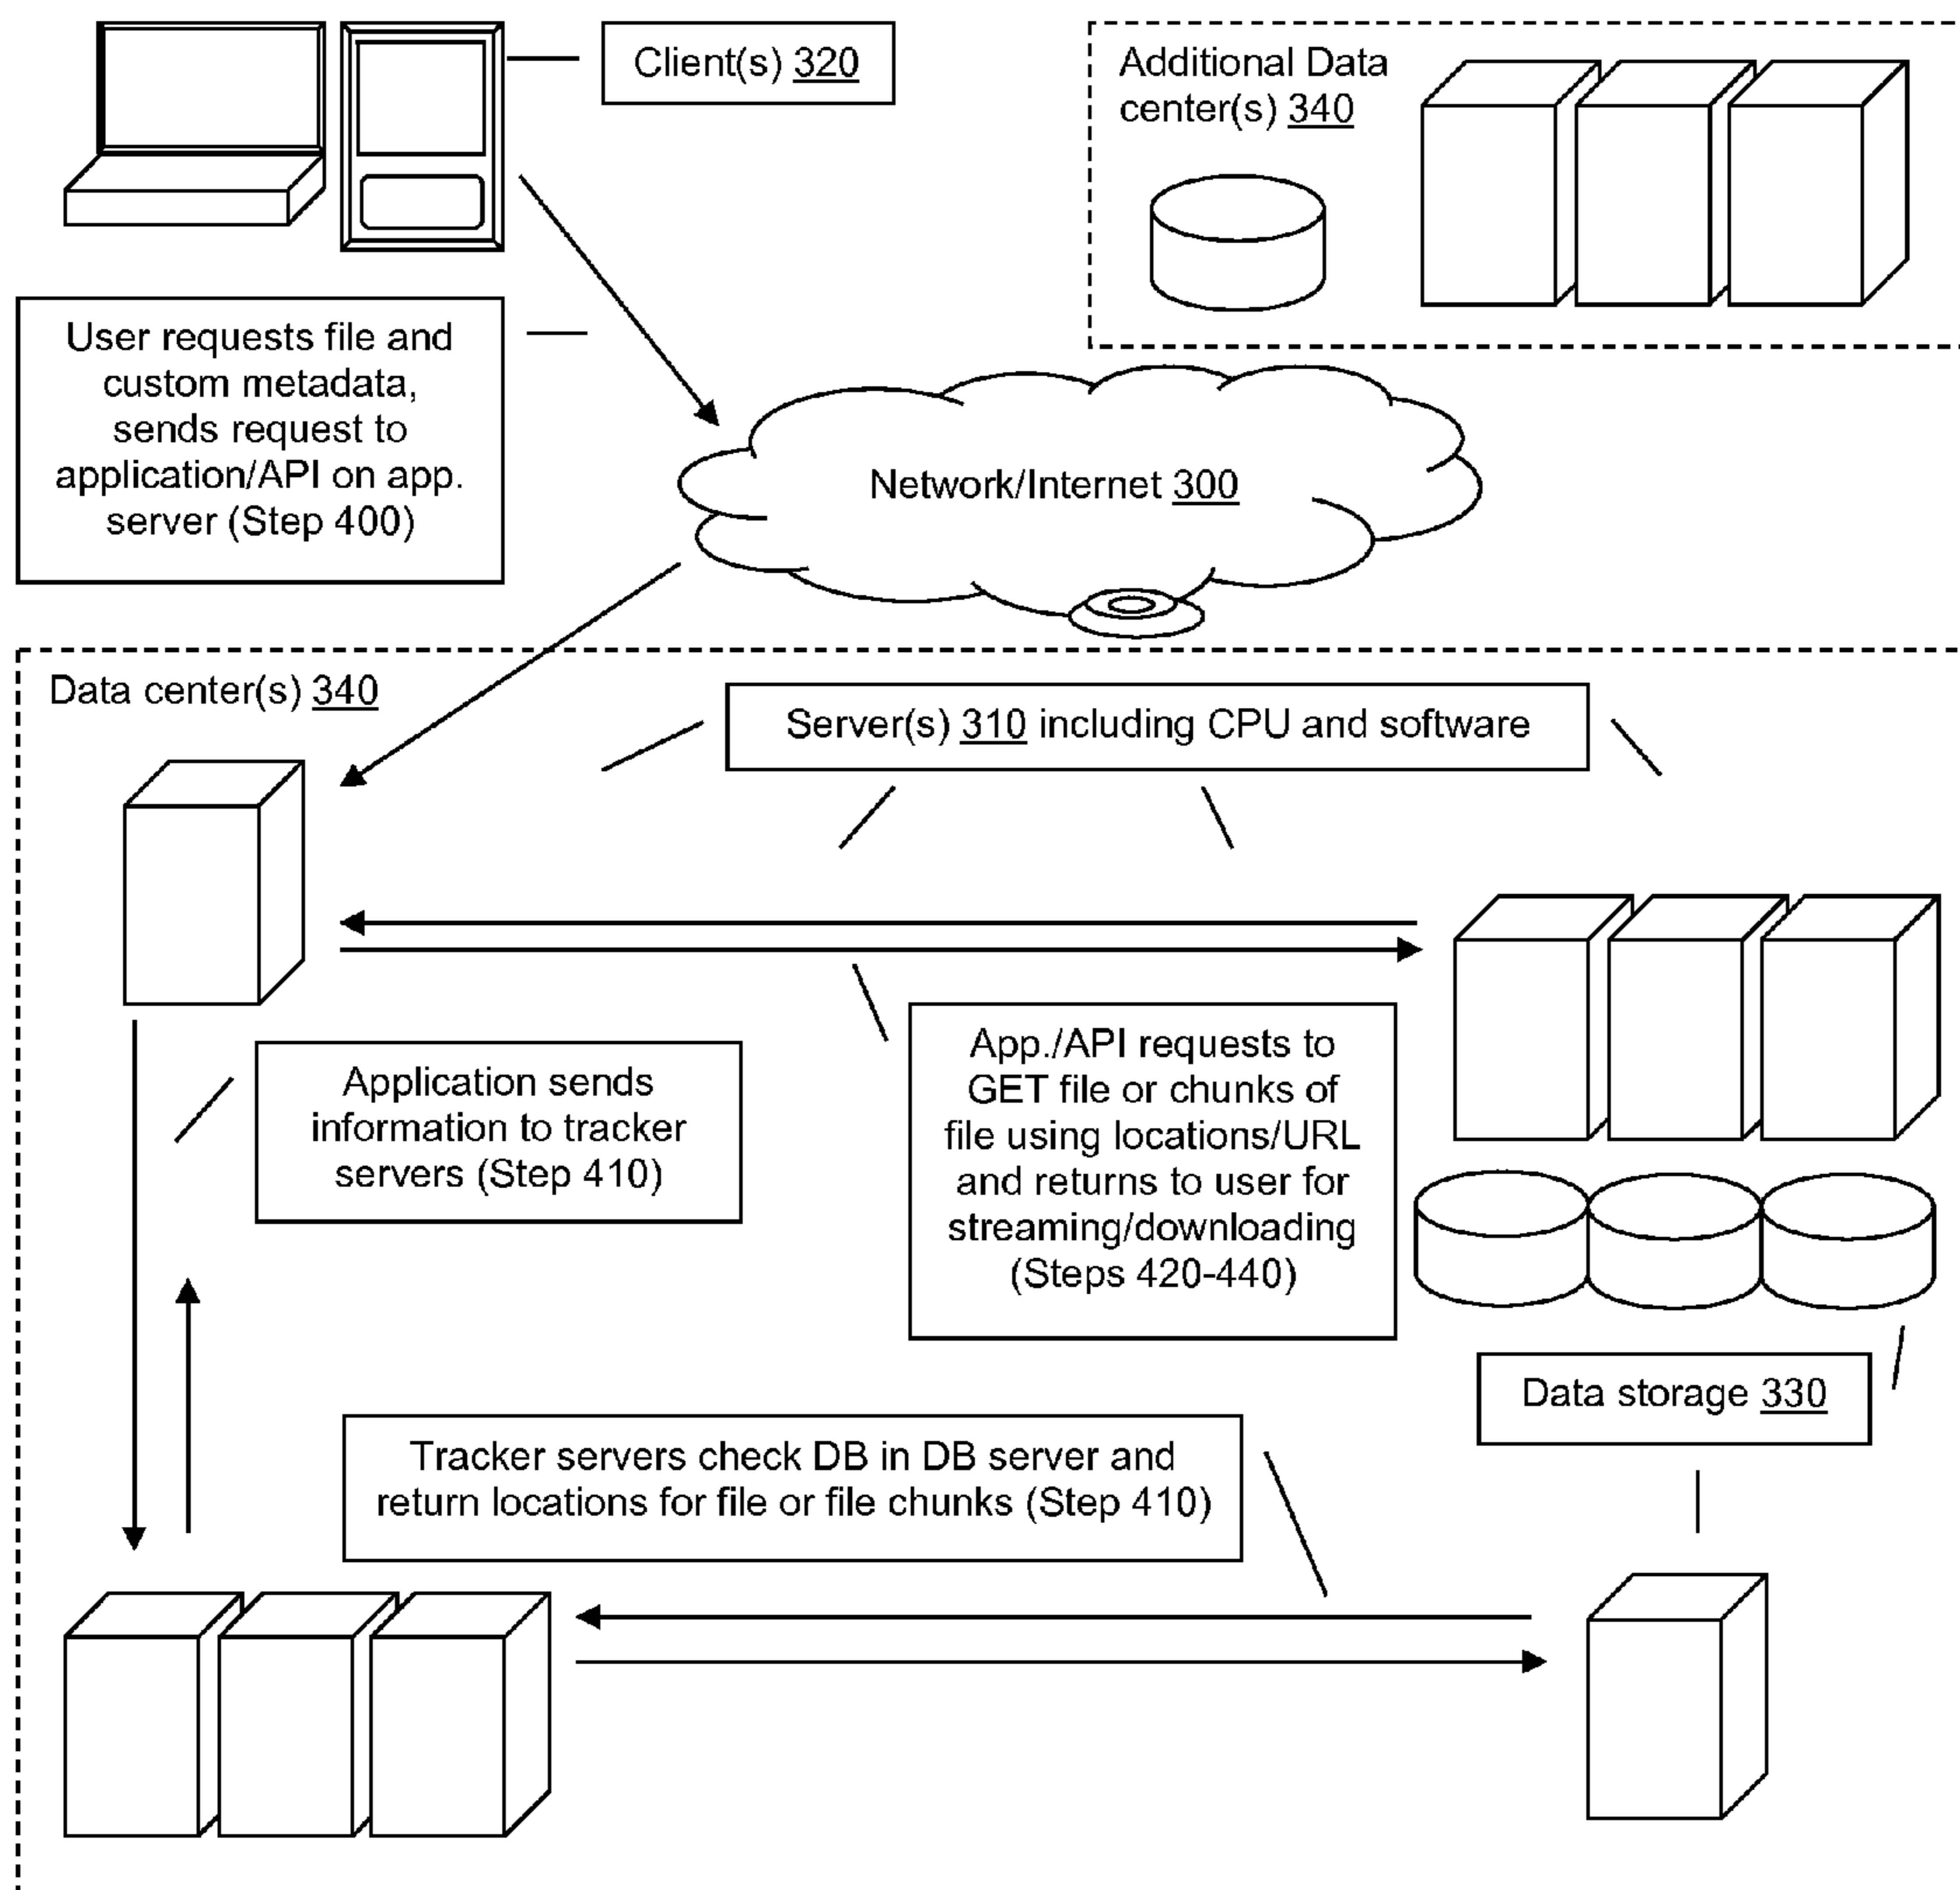 Client(s) 320
Additional Data
center(s) 340
User requests file and
custom metadata,
sends request to
application/API on app.
server (Step 400)
Network/Internet 300
Data center(s) 340
Server(s) 310 including CPU and software
Application sends
information to tracker
servers (Step 410)
App./API requests to
GET file or chunks of
file using locations/URL
and returns to user for
streaming/downloading
(Steps 420-440)
Data storage 330
Tracker servers check DB in DB server and
return locations for file or file chunks (Step 410)